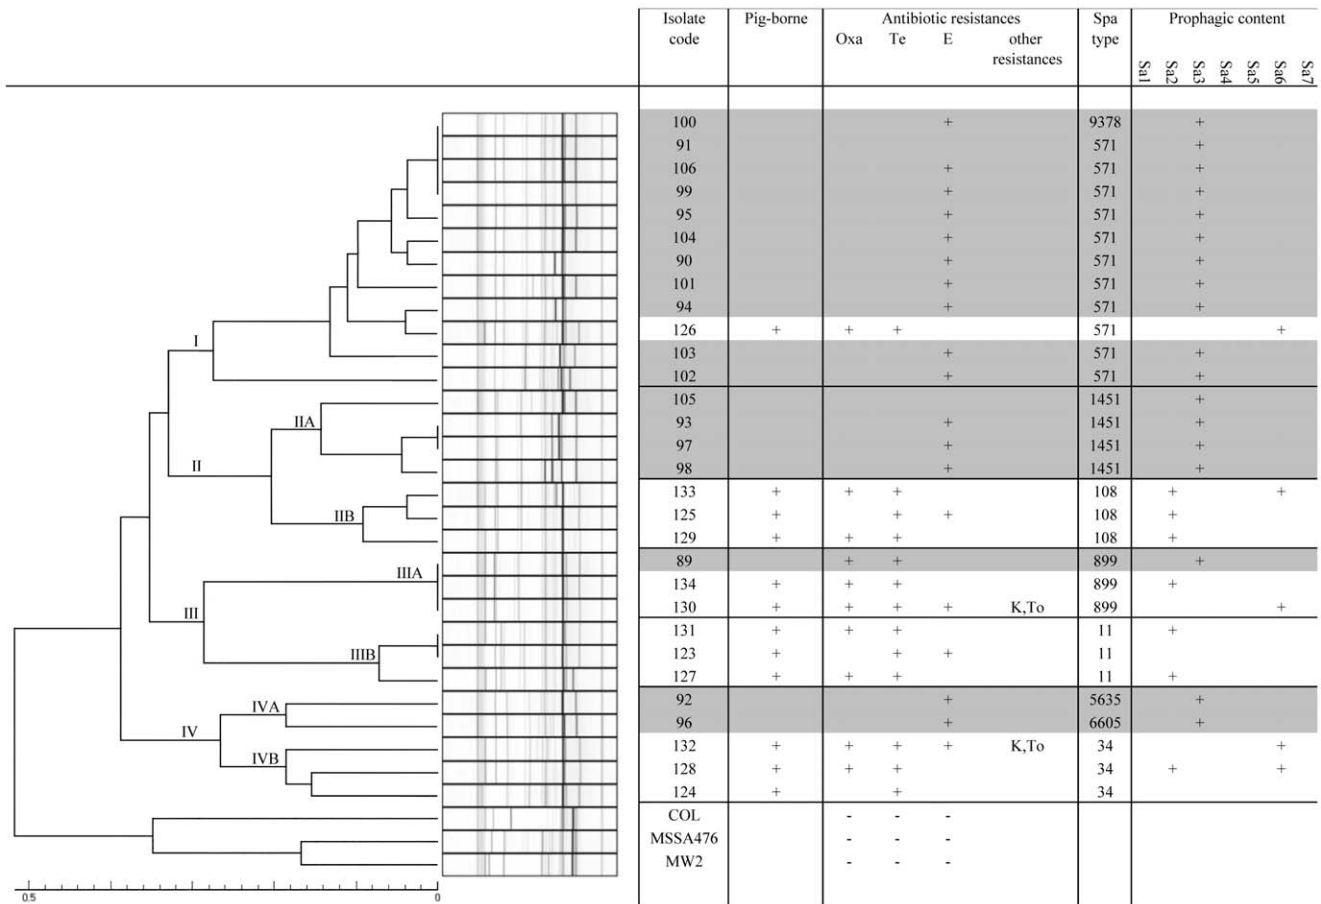 Isolate code Pig-borne Antibiotic resistances Spa type Prophagic content
Oxa Te E other resistances
Sa1 Sa2 Sa3 Sa4 Sa5 Sa6 Sa7
100 + 9378 +
91 571 +
106 + 571 +
99 + 571 +
95 + 571 +
104 + 571 +
90 + 571 +
101 + 571 +
94 + 571 +
126 + + + 571 +
103 + 571 +
I
102 + 571 +
105 1451 +
IIA
93 + 1451 +
97 + 1451 +
II
98 + 1451 +
133 + + + 108 + +
IIB
125 + + + 108 +
129 + + + 108 +
89 + + 899 +
IIIA
134 + + + 899 +
III
130 + + + + K,To 899 +
131 + + + 11 +
IIIB
123 + + + 11
127 + + + 11 +
IVA
92 + 5635 +
96 + 6605 +
IV
132 + + + + K,To 34 +
IVB
128 + + + 34 + +
124 + + 34
COL - - -
MSSA476 - - -
MW2 - - -
0.5 0